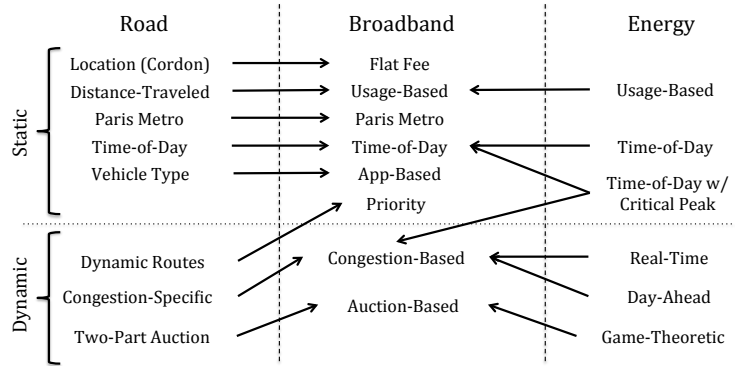 Road Broadband Energy
Static
Location (Cordon) Flat Fee
Distance-Traveled Usage-Based Usage-Based
Paris Metro Paris Metro
Time-of-Day Time-of-Day Time-of-Day
Vehicle Type App-Based Time-of-Day w/
Priority Critical Peak
Dynamic
Dynamic Routes Congestion-Based Real-Time
Congestion-Specific Day-Ahead
Auction-Based
Two-Part Auction Game-Theoretic